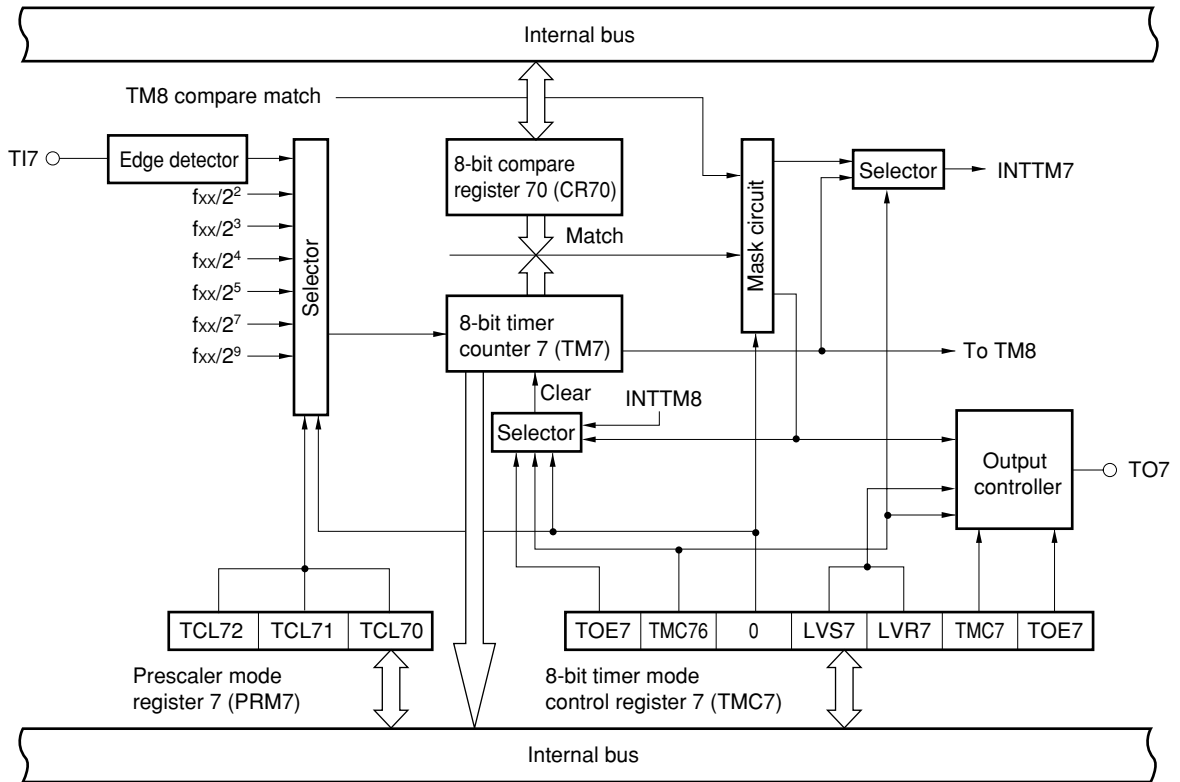 Internal bus
TM8 compare match
TI7
Edge detector
fxx/2²
fxx/2³
fxx/2⁴
fxx/2⁵
fxx/2⁷
fxx/2⁹
Selector
8-bit compare
register 70 (CR70)
Match
8-bit timer
counter 7 (TM7)
Clear
Selector
INTTM8
Mask circuit
Selector
INTTM7
To TM8
Output
controller
TO7
TCL72 TCL71 TCL70
Prescaler mode
register 7 (PRM7)
TOE7 TMC76 0 LVS7 LVR7 TMC7 TOE7
8-bit timer mode
control register 7 (TMC7)
Internal bus